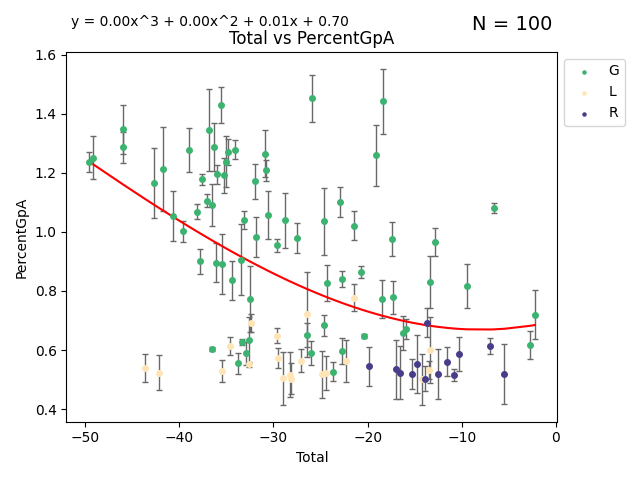 y = 0.00x^3 + 0.00x^2 + 0.01x + 0.70
N = 100
Total vs PercentGpA
1.6
1.4
1.2
1.0
0.8
0.6
0.4
PercentGpA
−50
−40
−30
−20
−10
0
Total
G
L
R